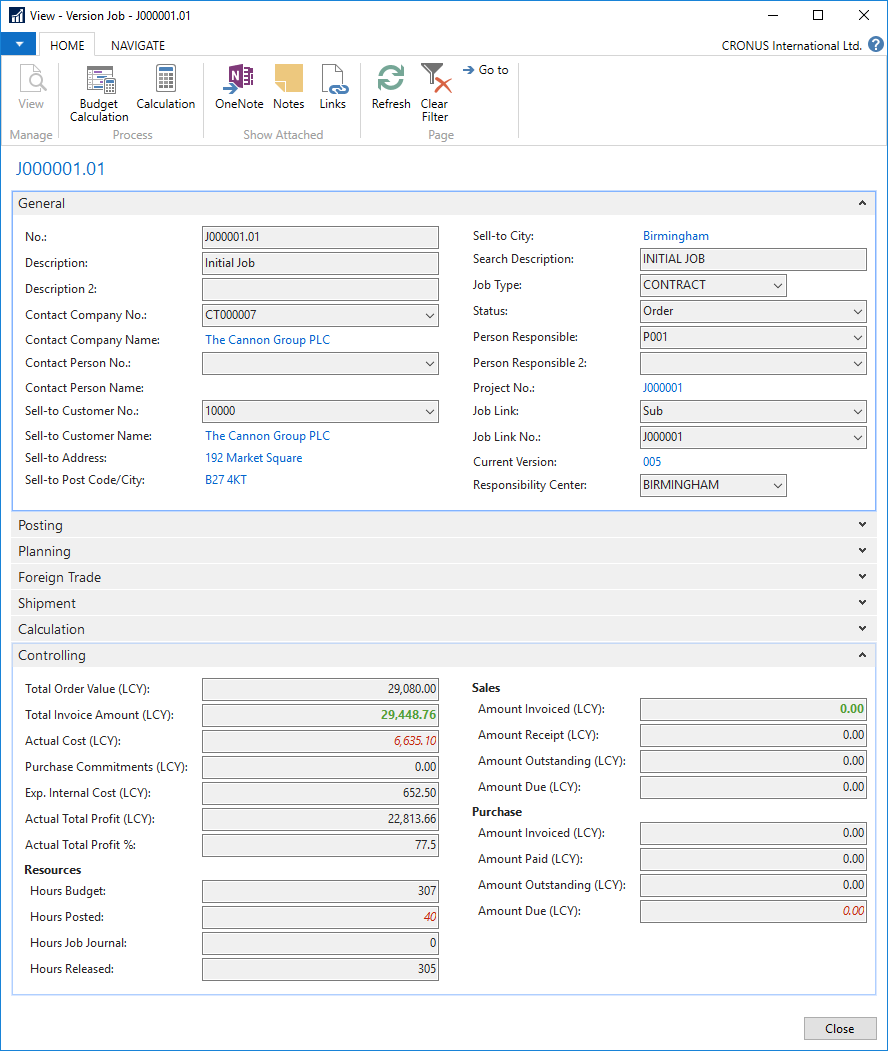 View - Version Job - J000001.01
HOME NAVIGATE
CRONUS International Ltd. ?
View
Budget Calculation
Calculation
OneNote
Notes
Links
Refresh
Clear Filter
Go to
Manage
Process
Show Attached
Page
J000001.01
General
No.: J000001.01
Description: Initial Job
Description 2:
Contact Company No.: CT000007
Contact Company Name: The Cannon Group PLC
Contact Person No.:
Contact Person Name:
Sell-to Customer No.: 10000
Sell-to Customer Name: The Cannon Group PLC
Sell-to Address: 192 Market Square
Sell-to Post Code/City: B27 4KT
Sell-to City: Birmingham
Search Description: INITIAL JOB
Job Type: CONTRACT
Status: Order
Person Responsible: P001
Person Responsible 2:
Project No.: J000001
Job Link: Sub
Job Link No.: J000001
Current Version: 005
Responsibility Center: BIRMINGHAM
Posting
Planning
Foreign Trade
Shipment
Calculation
Controlling
Total Order Value (LCY): 29,080.00
Total Invoice Amount (LCY): 29,448.76
Actual Cost (LCY): 6,635.10
Purchase Commitments (LCY): 0.00
Exp. Internal Cost (LCY): 652.50
Actual Total Profit (LCY): 22,813.66
Actual Total Profit %: 77.5
Resources
Hours Budget: 307
Hours Posted: 40
Hours Job Journal: 0
Hours Released: 305
Sales
Amount Invoiced (LCY): 0.00
Amount Receipt (LCY): 0.00
Amount Outstanding (LCY): 0.00
Amount Due (LCY): 0.00
Purchase
Amount Invoiced (LCY): 0.00
Amount Paid (LCY): 0.00
Amount Outstanding (LCY): 0.00
Amount Due (LCY): 0.00
Close